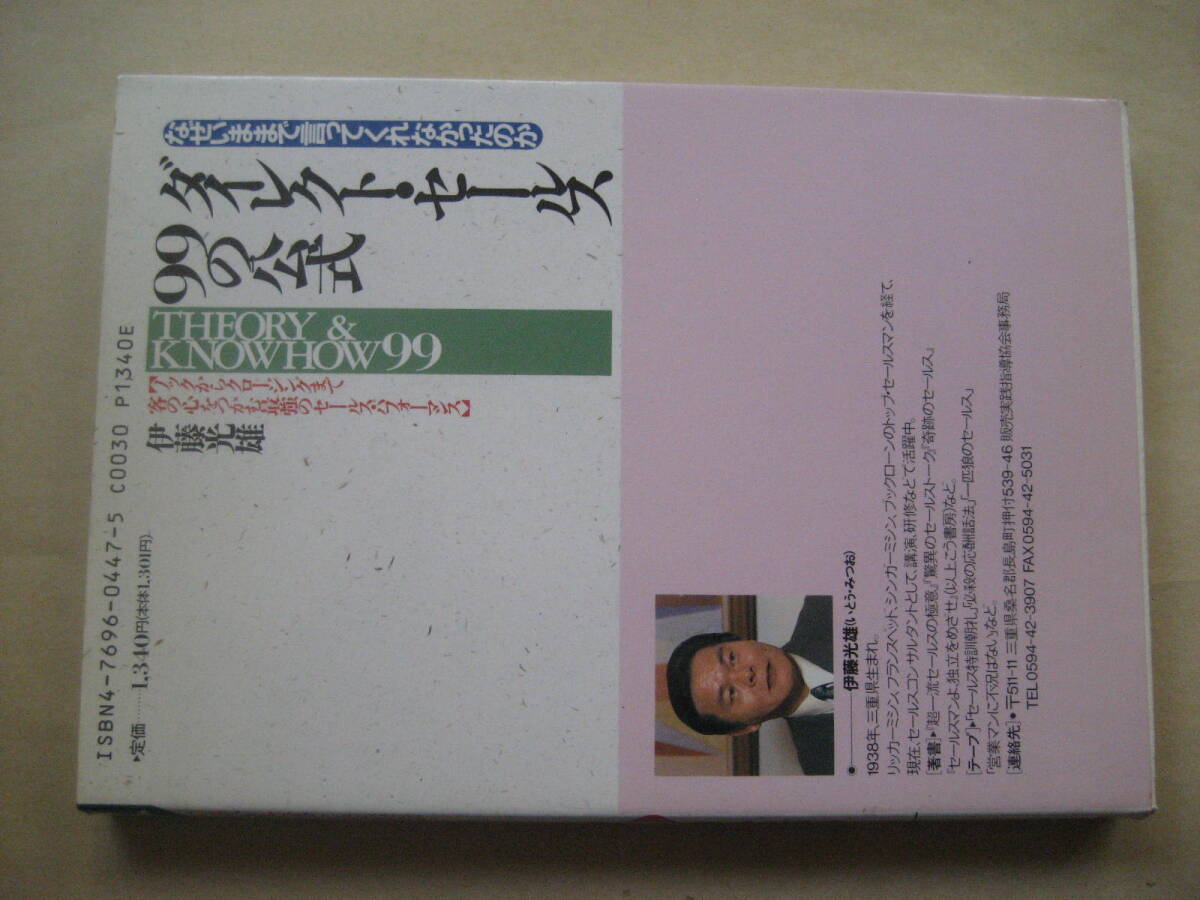 なぜいままで言ってくれなかったのか
ダイレクト・セールス
99の公式
THEORY &
KNOWHOW99
【ノックからクロージングまで
客の心をつかむ最強のセールス・パフォーマンス】
伊藤光雄
ISBN4-7696-0447-5 C0030 P1340E
▶定価……1,340円(本体1,301円)
伊藤光雄(いとう・みつお)
1938年、三重県生まれ。
リッカーミシン、フランスベッド、シンガーミシン、ブックローンのトップ・セールスマンを経て、
現在、セールスコンサルタントとして、講演、研修などで活躍中。
[著書]▶『超一流セールスの極意』『驚異のセールストーク』『奇跡のセールス』
『セールスマンよ、独立をめざせ』(以上こう書房)など。
[テープ]▶「セールス特訓朝礼」「必殺の応酬話法」「一匹狼のセールス」
「営業マンに不況はない」など。
[連絡先]●〒511-11 三重県桑名郡長島町押付539-46 販売実践指導協会事務局
TEL0594-42-3907 FAX0594-42-5031